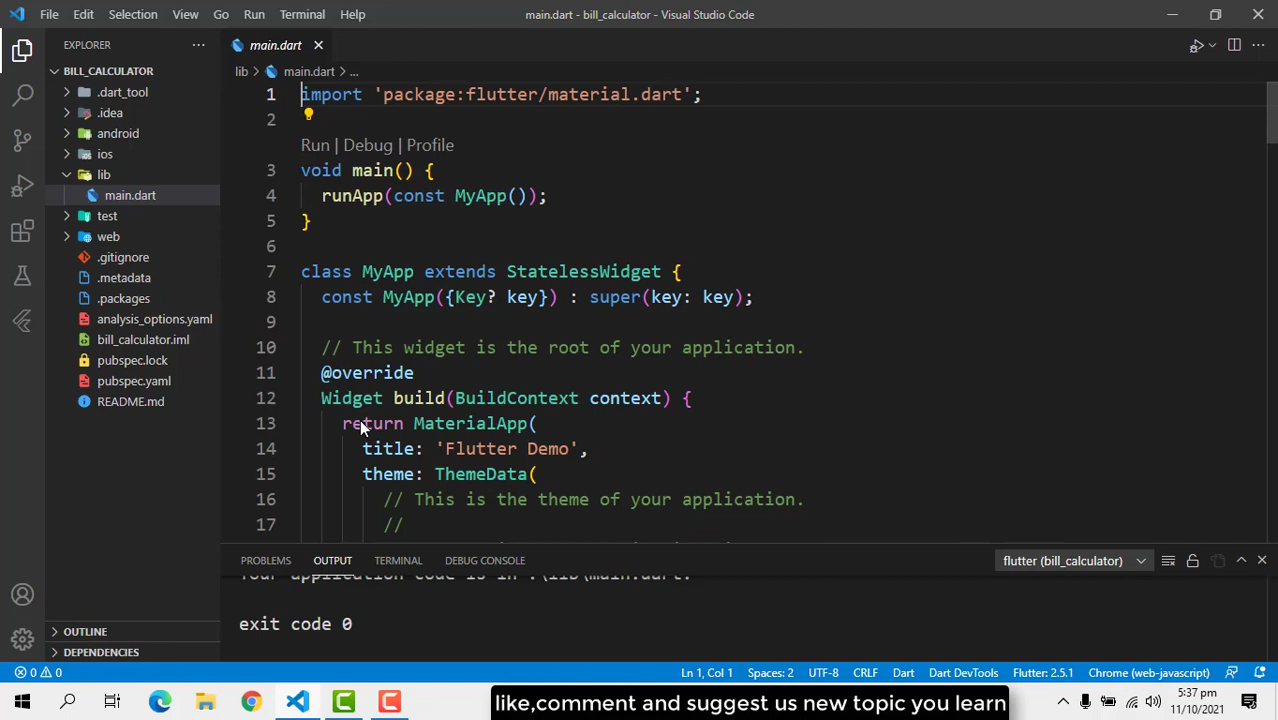 File Edit Selection View Go Run Terminal Help main.dart - bill_calculator - Visual Studio Code
EXPLORER
main.dart
BILL_CALCULATOR
lib main.dart ...
.dart_tool
.idea
android
ios
lib
main.dart
test
web
.gitignore
.metadata
.packages
analysis_options.yaml
bill_calculator.iml
pubspec.lock
pubspec.yaml
README.md
OUTLINE
DEPENDENCIES
1 import 'package:flutter/material.dart';
2
Run | Debug | Profile
3 void main() {
4 runApp(const MyApp());
5 }
6
7 class MyApp extends StatelessWidget {
8 const MyApp({Key? key}) : super(key: key);
9
10 // This widget is the root of your application.
11 @override
12 Widget build(BuildContext context) {
13 return MaterialApp(
14 title: 'Flutter Demo',
15 theme: ThemeData(
16 // This is the theme of your application.
17 //
PROBLEMS OUTPUT TERMINAL DEBUG CONSOLE flutter (bill_calculator)
Your application code is in .\lib\main.dart.
exit code 0
0 0 Ln 1, Col 1 Spaces: 2 UTF-8 CRLF Dart Dart DevTools Flutter: 2.5.1 Chrome (web-javascript)
like,comment and suggest us new topic you learn
5:37 pm
11/10/2021